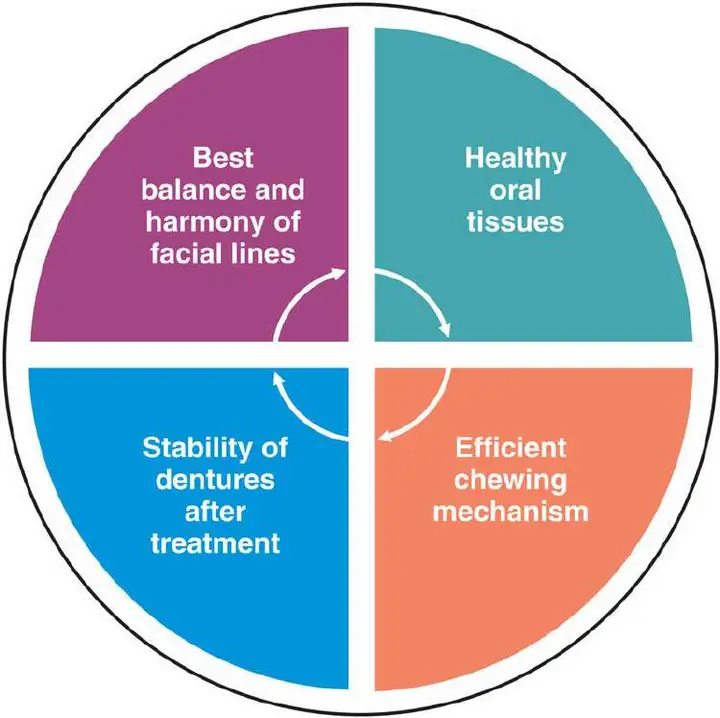 Best
balance and
harmony of
facial lines
Healthy
oral
tissues
Stability of
dentures
after
treatment
Efficient
chewing
mechanism